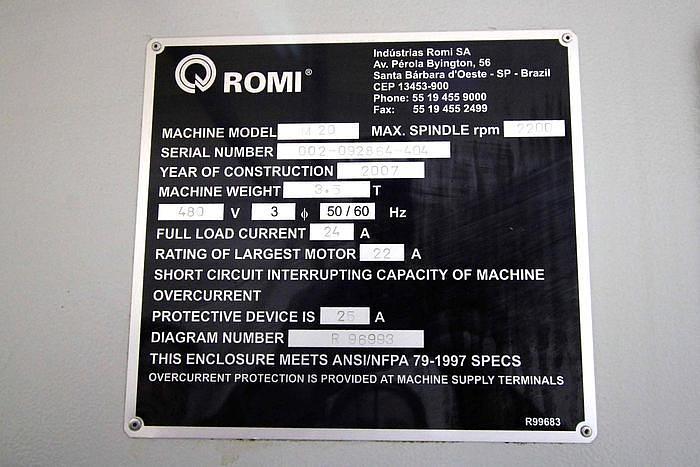 ROMI®
Indústrias Romi SA
Av. Pérola Byington, 56
Santa Bárbara d'Oeste - SP - Brazil
CEP 13453-900
Phone: 55 19 455 9000
Fax: 55 19 455 2499
MACHINE MODEL M 20 MAX. SPINDLE rpm 2200
SERIAL NUMBER 002-092864-404
YEAR OF CONSTRUCTION 2007
MACHINE WEIGHT 3.5 T
480 V 3 ϕ 50/60 Hz
FULL LOAD CURRENT 24 A
RATING OF LARGEST MOTOR 22 A
SHORT CIRCUIT INTERRUPTING CAPACITY OF MACHINE
OVERCURRENT
PROTECTIVE DEVICE IS 25 A
DIAGRAM NUMBER R 96993
THIS ENCLOSURE MEETS ANSI/NFPA 79-1997 SPECS
OVERCURRENT PROTECTION IS PROVIDED AT MACHINE SUPPLY TERMINALS
R99683